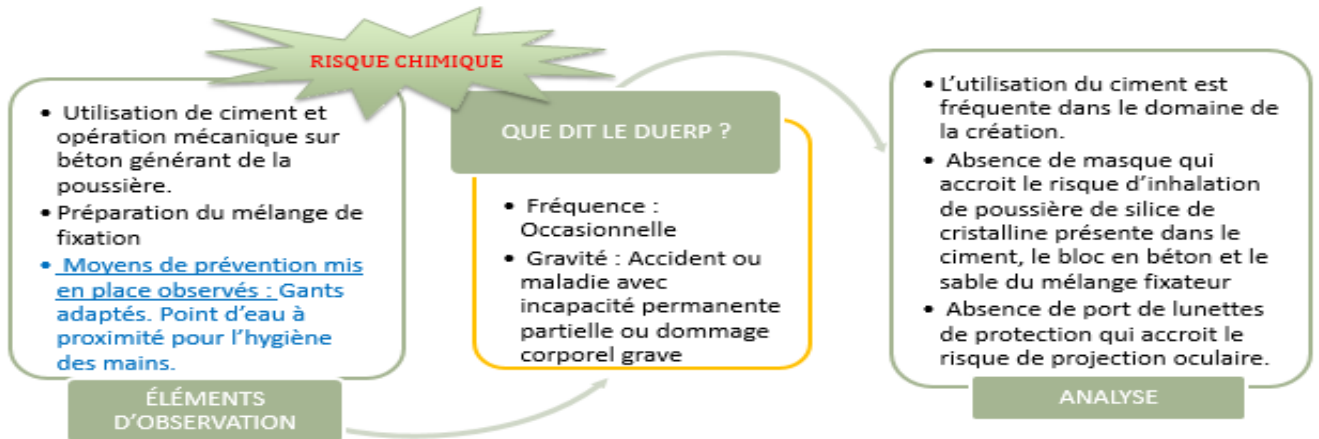 RISQUE CHIMIQUE
• Utilisation de ciment et
opération mécanique sur
béton générant de la
poussière.
• Préparation du mélange de
fixation
• Moyens de prévention mis
en place observés : Gants
adaptés. Point d’eau à
proximité pour l’hygiène
des mains.
ÉLÉMENTS
D’OBSERVATION
QUE DIT LE DUERP ?
• Fréquence :
Occasionnelle
• Gravité : Accident ou
maladie avec
incapacité permanente
partielle ou dommage
corporel grave
• L’utilisation du ciment est
fréquente dans le domaine de
la création.
• Absence de masque qui
accroit le risque d’inhalation
de poussière de silice de
cristalline présente dans le
ciment, le bloc en béton et le
sable du mélange fixateur
• Absence de port de lunettes
de protection qui accroit le
risque de projection oculaire.
ANALYSE